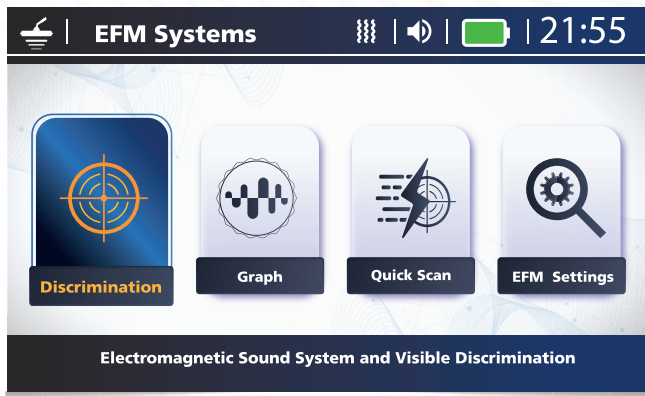 EFM Systems
21:55
Discrimination
Graph
Quick Scan
EFM Settings
Electromagnetic Sound System and Visible Discrimination